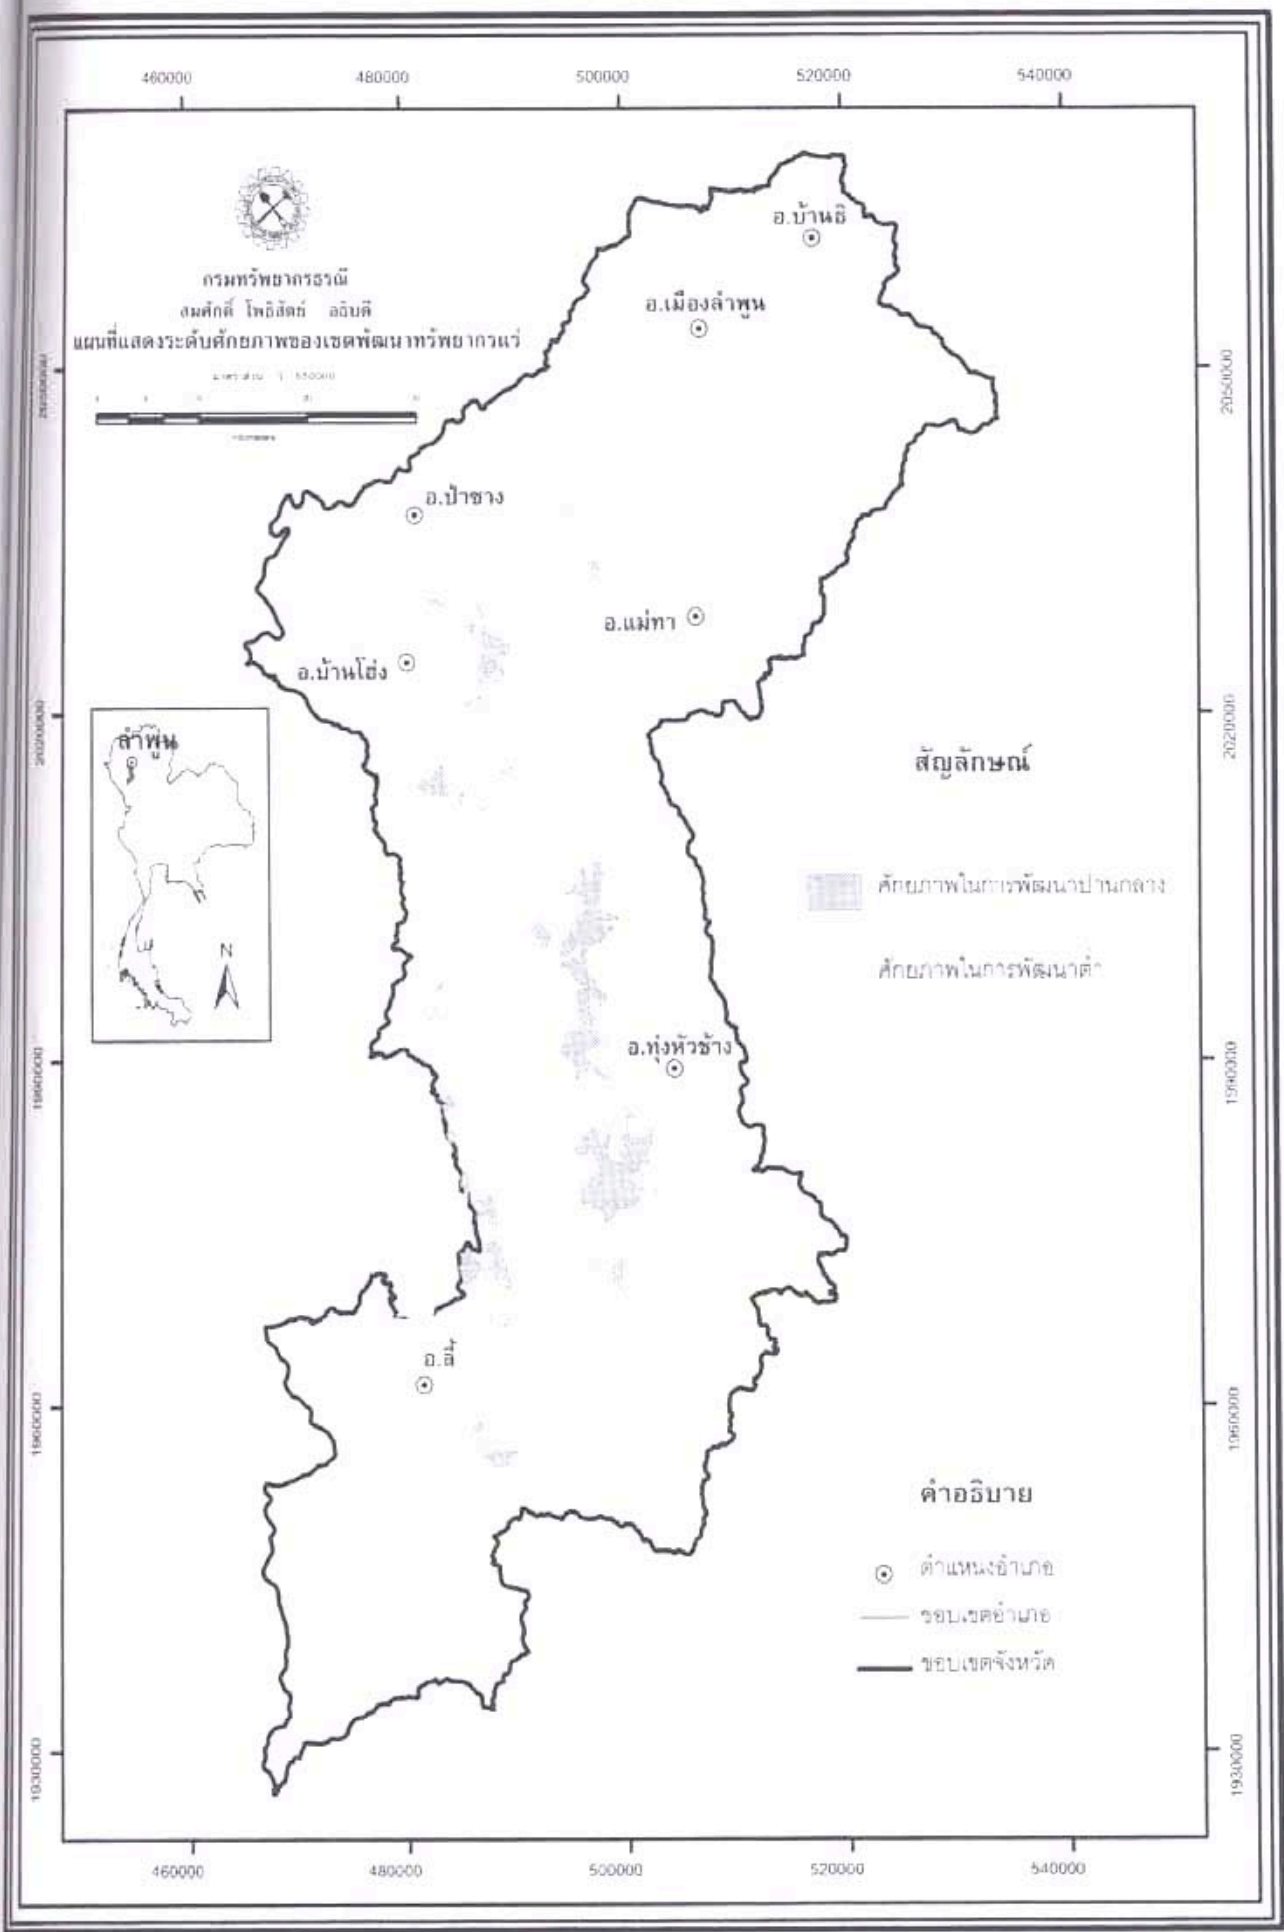 460000 480000 500000 520000 540000
อ.บ้านธิ
กรมทรัพยากรธรณี
สมศักดิ์ โพธิสัตย์ อธิบดี
แผนที่แสดงระดับศักยภาพของเขตพัฒนาทรัพยากรแร่
อ.เมืองลำพูน
2050000
อ.ป่าซาง
อ.แม่ทา
อ.บ้านโฮ่ง
2020000 2020000
ลำพูน
N
สัญลักษณ์
ศักยภาพในการพัฒนาปานกลาง
ศักยภาพในการพัฒนาต่ำ
อ.ทุ่งหัวช้าง
1990000 1990000
อ.ลี้
1960000 1960000
คำอธิบาย
ตำแหน่งอำเภอ
ขอบเขตอำเภอ
ขอบเขตจังหวัด
1930000 1930000
460000 480000 500000 520000 540000